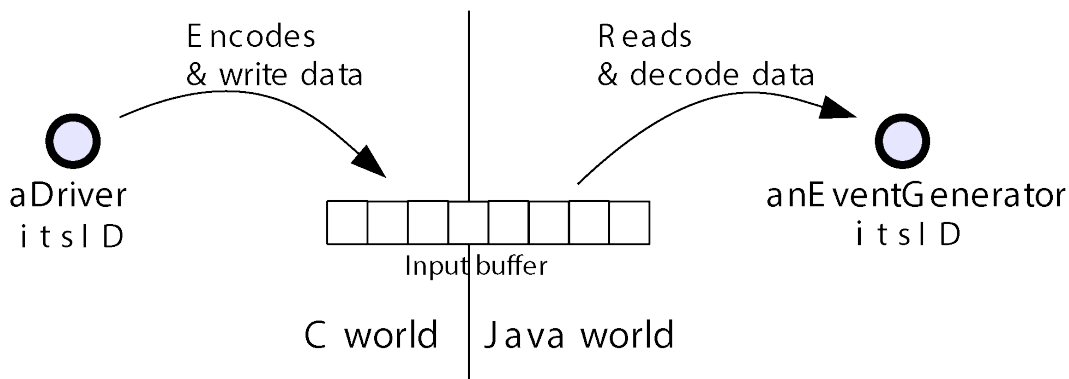 Encodes
& write data
Reads
& decode data
aDriver
itsID
anEventGenerator
itsID
Input buffer
C world
Java world